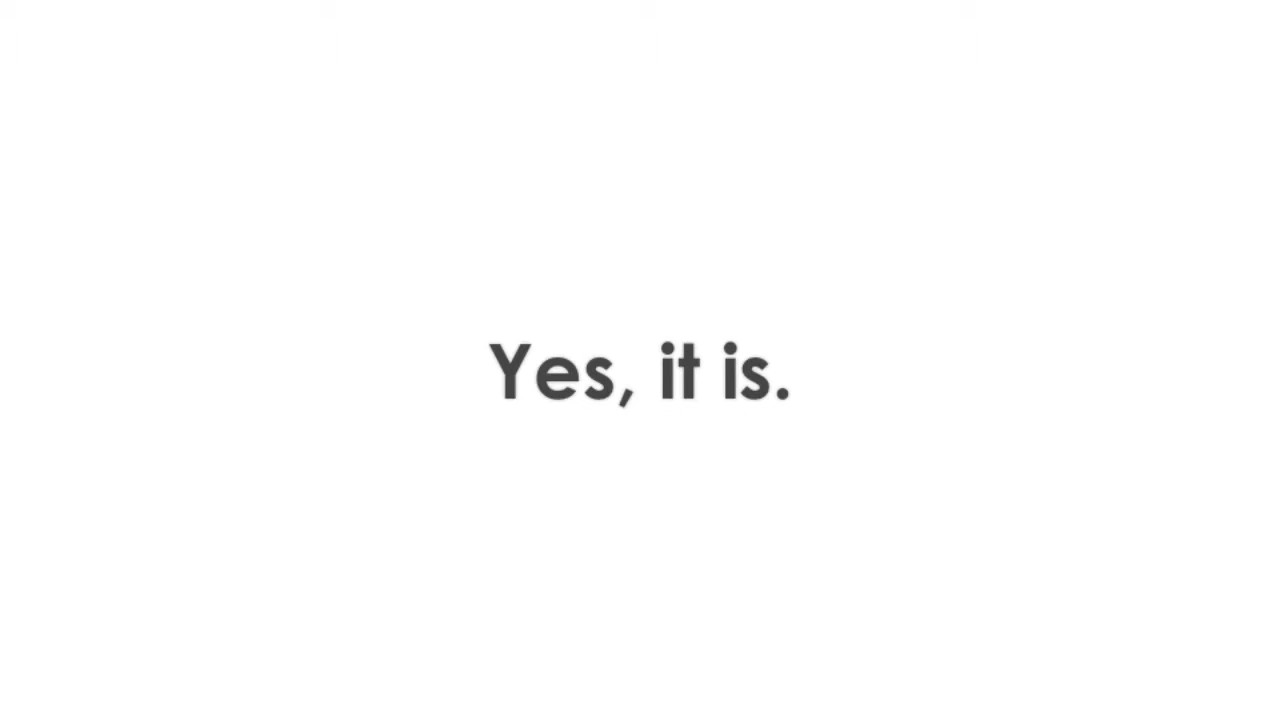 Yes, it is.